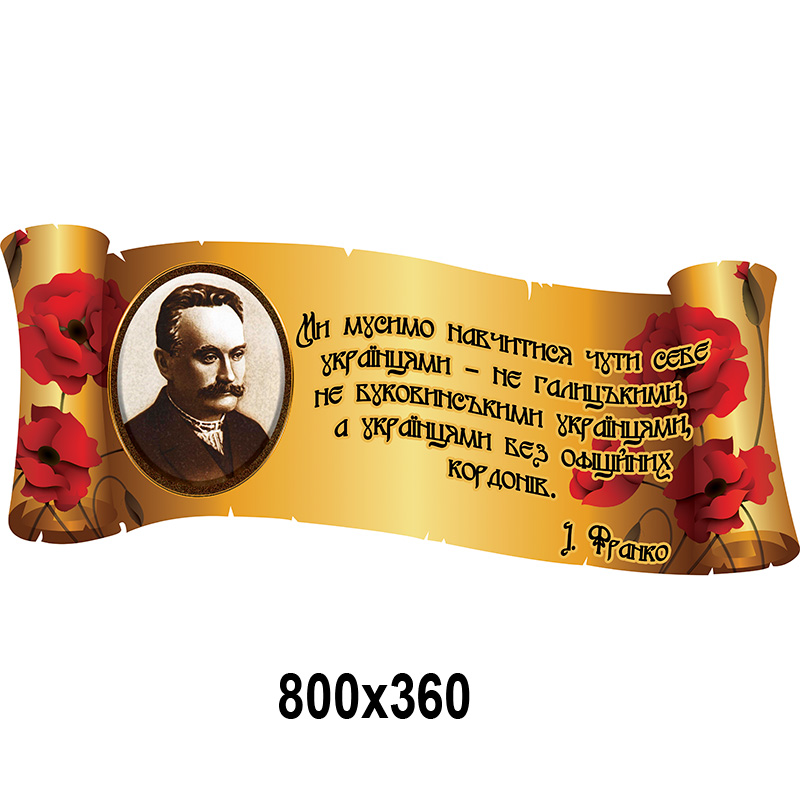 Ми мусимо навчитися чути себе
українцями – не галицькими,
не буковинськими українцями,
а українцями без офіційних
кордонів.
І. Франко
800x360